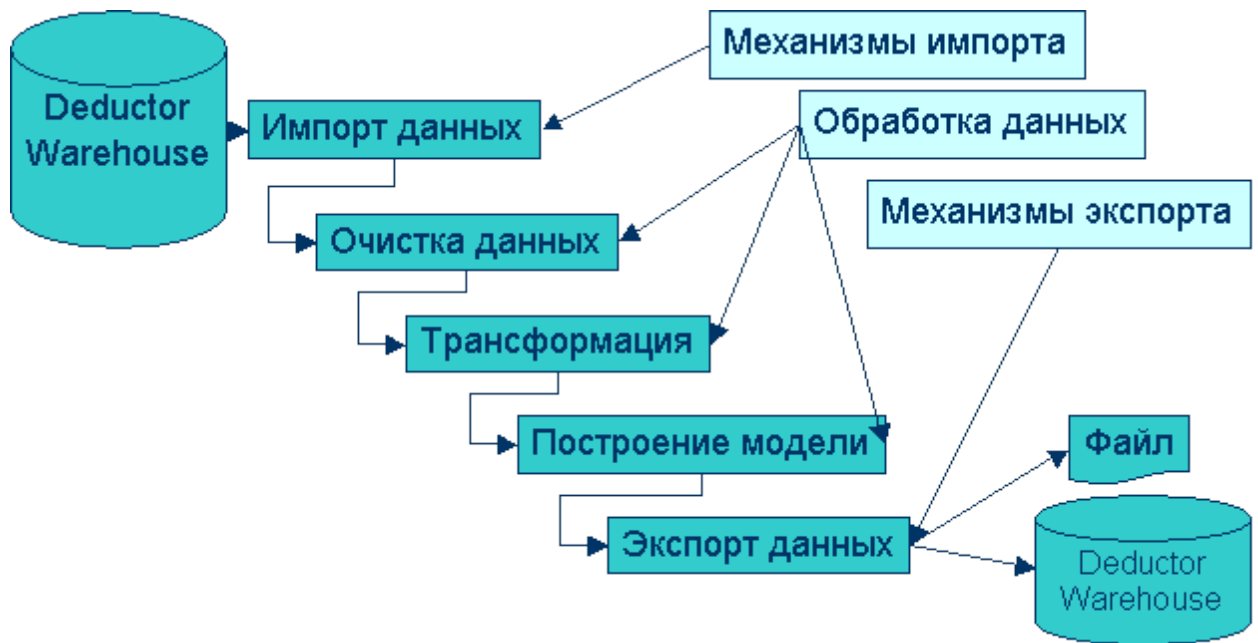 Механизмы импорта
Deductor
Warehouse
Импорт данных
Обработка данных
Механизмы экспорта
Очистка данных
Трансформация
Построение модели
Файл
Экспорт данных
Deductor
Warehouse